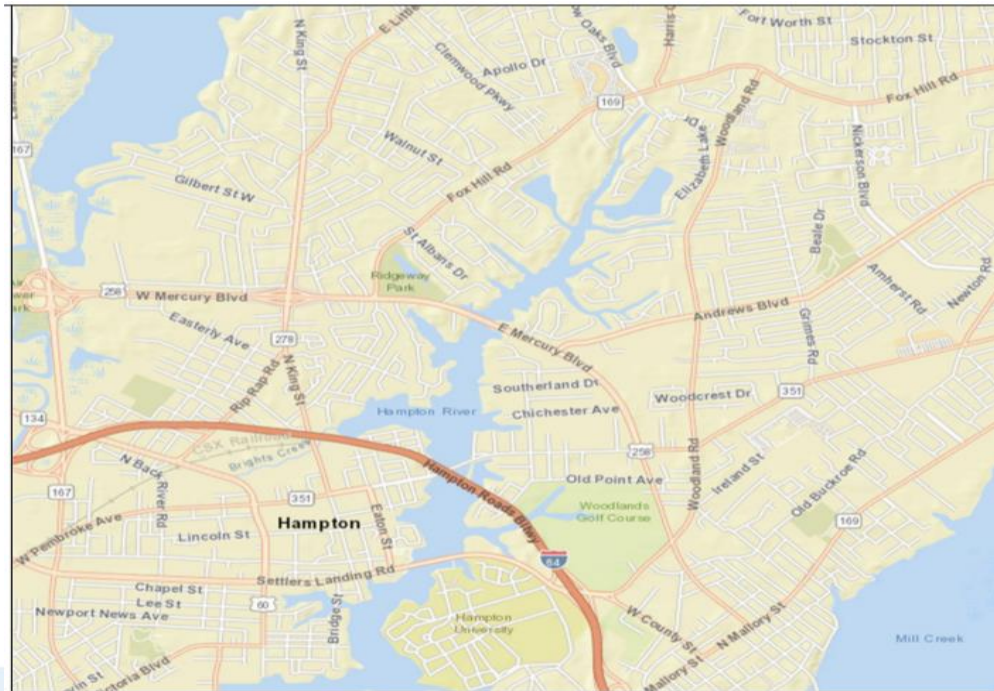 N King St
E Little
Harris
Oaks Blvd
Fort Worth St
Stockton St
Clemwood Pkwy
Apollo Dr
169
Fox Hill Rd
167
Walnut St
Fox Hill Rd
Elizabeth Lake Dr
Woodland Rd
Nickerson Blvd
Gilbert St W
St Albans Dr
Beale Dr
Ridgeway
Park
Amherst Rd
Newton Rd
258
W Mercury Blvd
Andrews Blvd
Easterly Ave
278
E Mercury Blvd
Grimes Rd
Rip Rap Rd
N King St
Southerland Dr
Woodcrest Dr
351
Hampton River
Chichester Ave
134
CSX Railroad
Brights Creek
258
Woodland Rd
N Back River Rd
Hampton Roads Bltwy
Old Point Ave
Ireland St
167
351
Eaton St
Woodlands
Golf Course
Old Buckroe Rd
169
W Pembroke Ave
Hampton
Lincoln St
64
Settlers Landing Rd
Chapel St
Lee St
60
Newport News Ave
Bridge St
Hampton
University
W County St
N Mallory St
Mill Creek
Mallory St